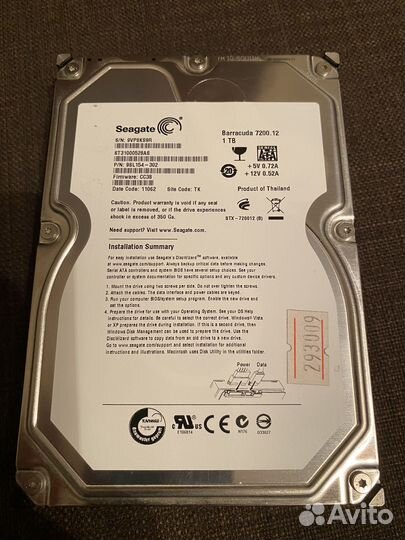 Seagate
S/N: 9VP8K89R
ST31000528AS
P/N: 9SL154-302
Firmware: CC38
Date Code: 11062 Site Code: TK
Barracuda 7200.12
1 TB
SATA
+5V 0.72A
+12V 0.52A
Product of Thailand
Caution: Product warranty is void if any seal
or label is removed, or if the drive experiences
shock in excess of 350 Gs.
STX-720012 (B)
Need support? Visit www.Seagate.com
Installation Summary
For easy installation use Seagate's DiscWizard™ software, available at
www.seagate.com/support. Always backup critical data before making changes.
Serial ATA controllers and system BIOS have several setup choices. See your
controller or system documentation for specific options and any custom device drivers.
1. Mount the drive using two screws per side. Do not touch the circuit board.
2. Attach the cables. The data interface and power cables are keyed.
3. Run your computer BIOS/system setup program. Enable the new drive and
set the options.
4. Prepare the drive for use with your Operating System. See your OS Help
instructions for details. Be careful to select the correct drive. Windows® Vista
or XP prepares the drive during installation. If this is a second drive, then
Windows Disk Management can be used to prepare the drive. Use the
DiscWizard software to copy data from an old drive to a new drive. Go to
www.seagate.com/support and select Installation for additional
instructions and illustrations. Macintosh uses Disk Utility in the utilities folder.
Power Data
293009
E196814
N176
G33027
Avito